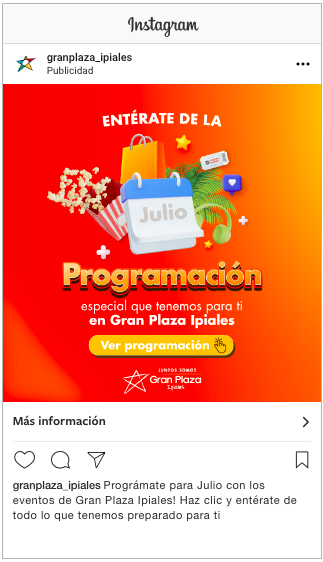 Instagram
granplaza_ipiales
Publicidad
ENTÉRATE DE LA
Julio
Programación
especial que tenemos para ti
en Gran Plaza Ipiales
Ver programación
JUNTOS SOMOS
Gran Plaza
Ipiales
Más información
granplaza_ipiales Prográmate para Julio con los
eventos de Gran Plaza Ipiales! Haz clic y entérate de
todo lo que tenemos preparado para ti